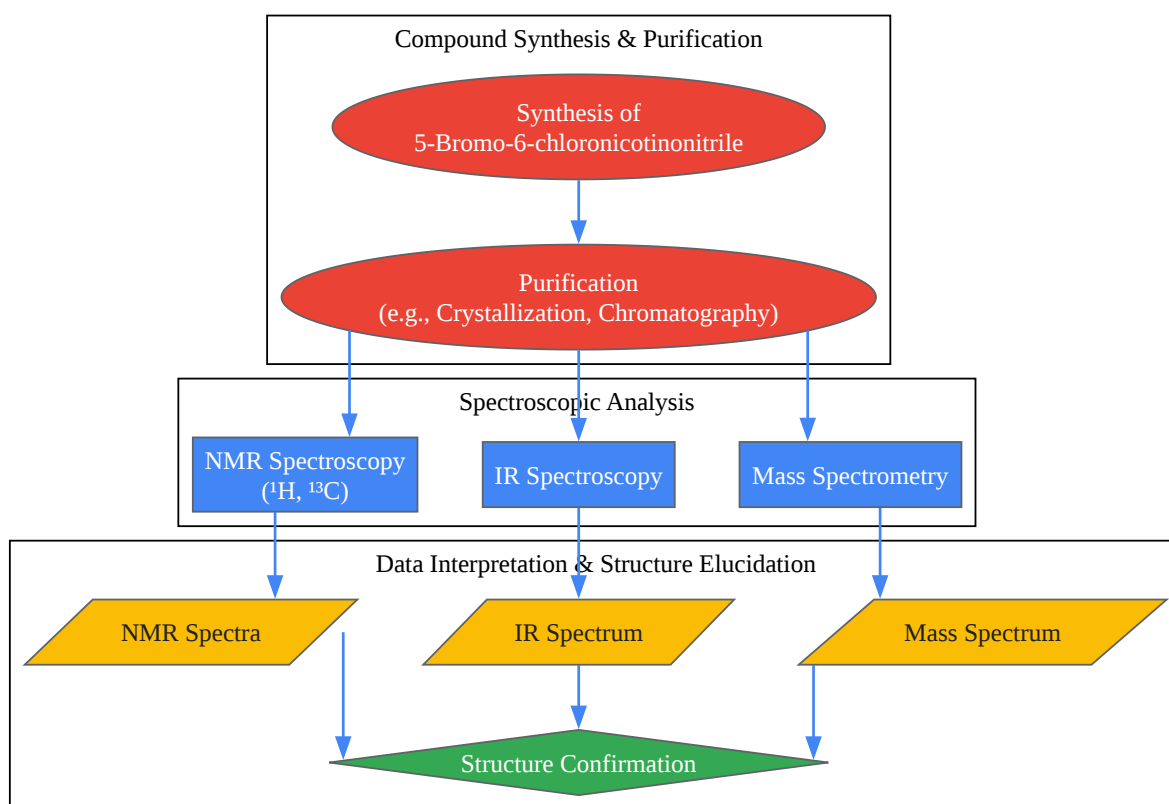 Compound Synthesis & Purification
Synthesis of
5-Bromo-6-chloronicotinonitrile
Purification
(e.g., Crystallization, Chromatography)
Spectroscopic Analysis
NMR Spectroscopy
(¹H, ¹³C)
IR Spectroscopy
Mass Spectrometry
Data Interpretation & Structure Elucidation
NMR Spectra
IR Spectrum
Mass Spectrum
Structure Confirmation